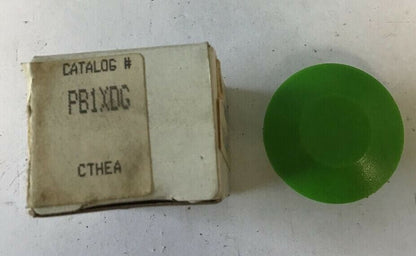 CATALOG #
PB1XDG
CTHEA